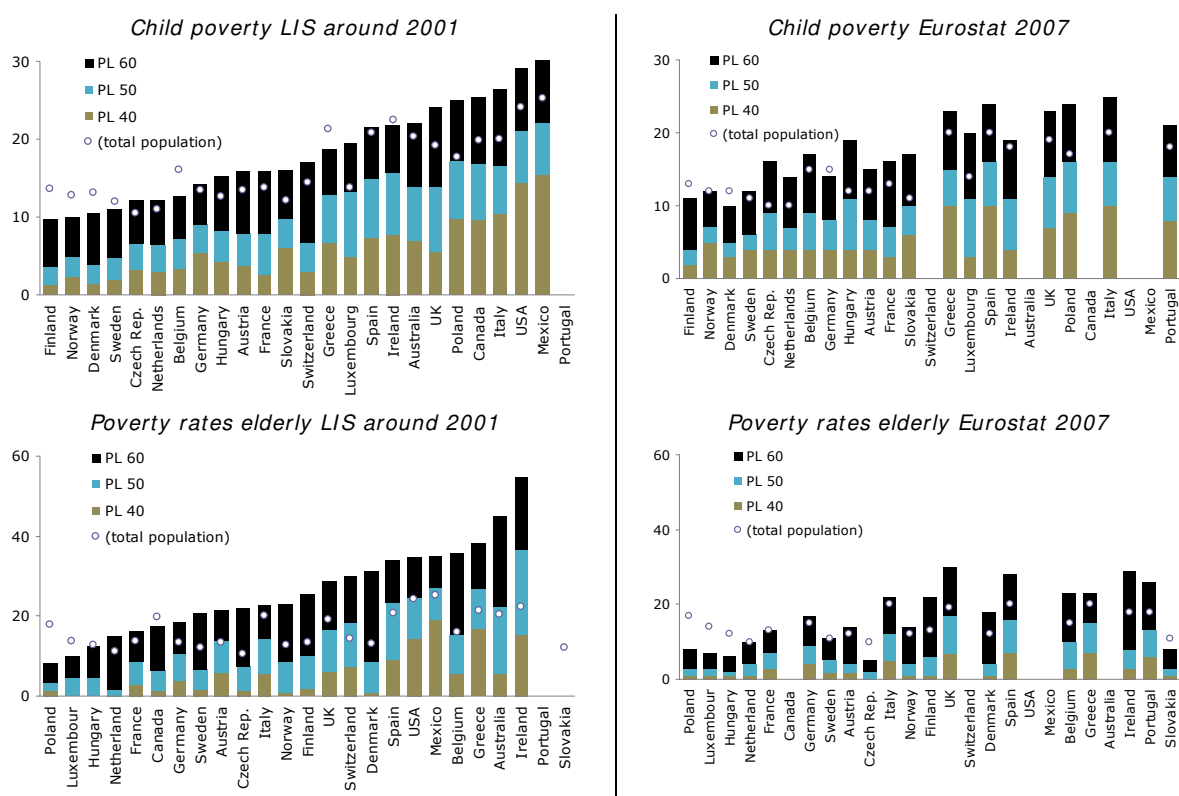 Child poverty LIS around 2001
30
20
10
0
PL 60
PL 50
PL 40
(total population)
Finland
Norway
Denmark
Sweden
Czech Rep.
Netherlands
Belgium
Germany
Hungary
Austria
France
Slovakia
Switzerland
Greece
Luxembourg
Spain
Ireland
Australia
UK
Poland
Canada
Italy
USA
Mexico
Portugal
Child poverty Eurostat 2007
30
20
10
0
PL 60
PL 50
PL 40
(total population)
Finland
Norway
Denmark
Sweden
Czech Rep.
Netherlands
Belgium
Germany
Hungary
Austria
France
Slovakia
Switzerland
Greece
Luxembourg
Spain
Ireland
Australia
UK
Poland
Canada
Italy
USA
Mexico
Portugal
Poverty rates elderly LIS around 2001
60
40
20
0
PL 60
PL 50
PL 40
(total population)
Poland
Luxembour
Hungary
Netherland
France
Canada
Germany
Sweden
Austria
Czech Rep.
Italy
Norway
Finland
UK
Switzerland
Denmark
Spain
USA
Mexico
Belgium
Greece
Australia
Ireland
Portugal
Slovakia
Poverty rates elderly Eurostat 2007
60
40
20
0
PL 60
PL 50
PL 40
(total population)
Poland
Luxembour
Hungary
Netherland
France
Canada
Germany
Sweden
Austria
Czech Rep.
Italy
Norway
Finland
UK
Switzerland
Denmark
Spain
USA
Mexico
Belgium
Greece
Australia
Ireland
Portugal
Slovakia